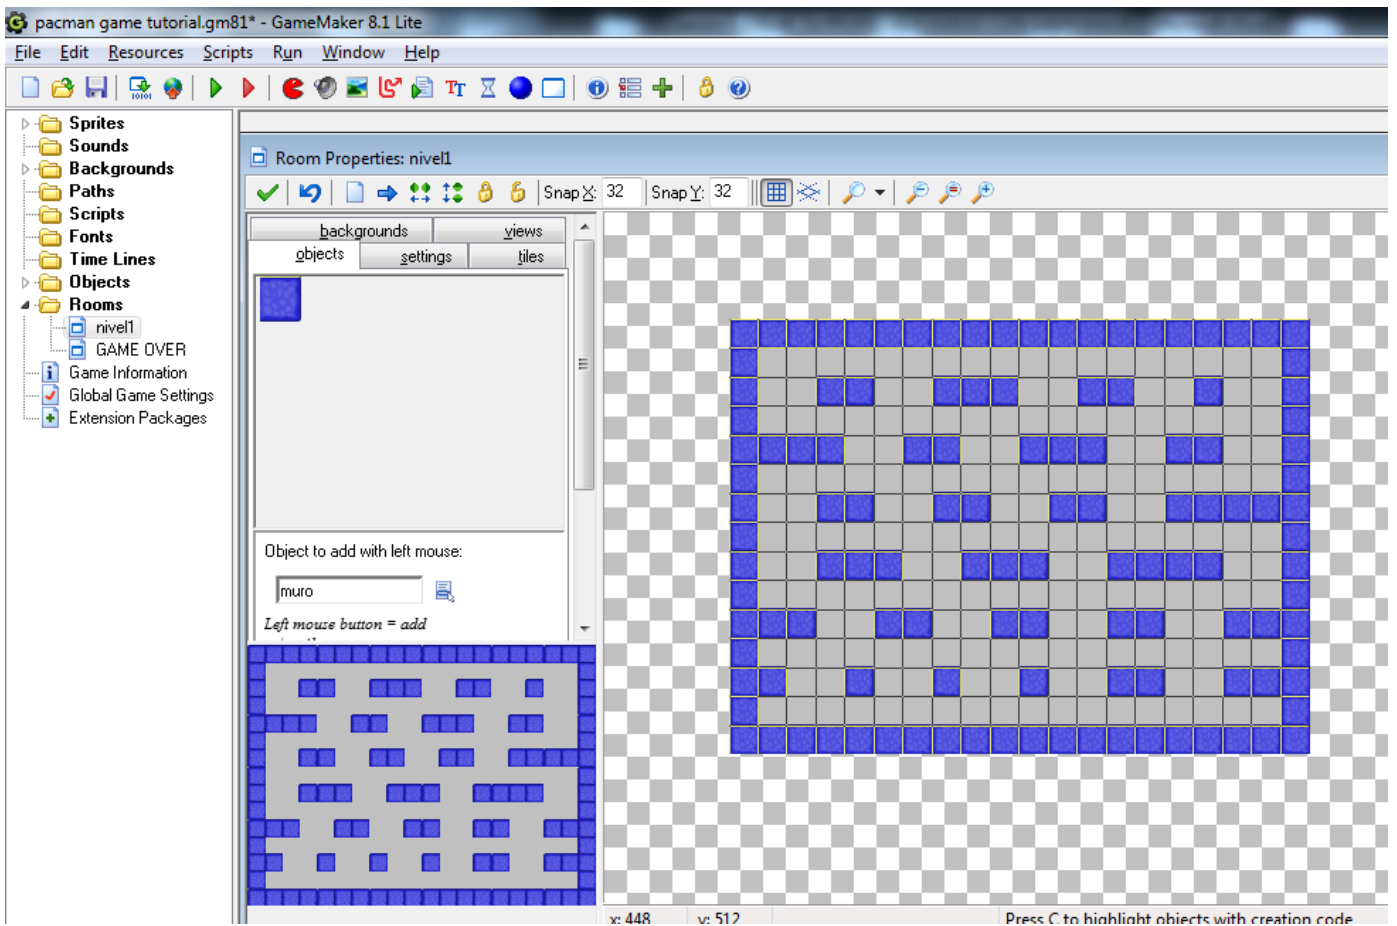 pacman game tutorial.gm81* - GameMaker 8.1 Lite
File Edit Resources Scripts Run Window Help
Sprites
Sounds
Backgrounds
Paths
Scripts
Fonts
Time Lines
Objects
Rooms
nivel1
GAME OVER
Game Information
Global Game Settings
Extension Packages
Room Properties: nivel1
Snap X: 32 Snap Y: 32
backgrounds views
objects settings tiles
Object to add with left mouse:
muro
Left mouse button = add
x: 448 y: 512 Press C to highlight objects with creation code